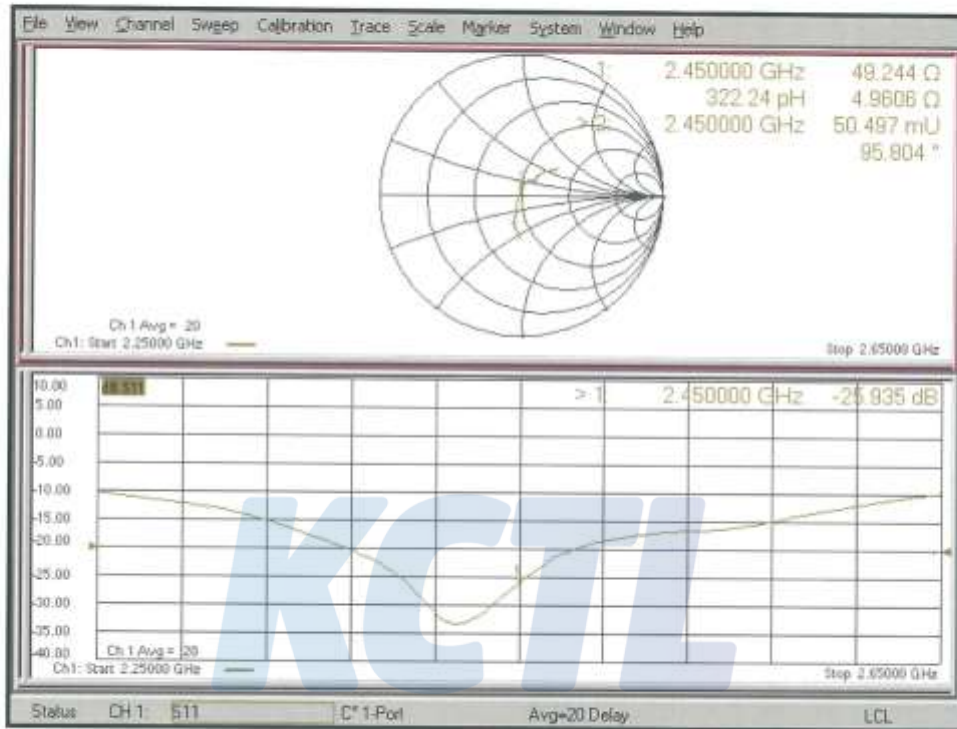 File View Channel Sweep Calibration Trace Scale Marker System Window Help
1: 2.450000 GHz 49.244 Ω
322.24 pH 4.9606 Ω
> 2: 2.450000 GHz 50.497 mU
95.804 °
Ch 1 Avg = 20
Ch1: Start 2.25000 GHz
Stop 2.65000 GHz
10.00
> 1: 2.450000 GHz -25.935 dB
5.00
0.00
-5.00
-10.00
-15.00
-20.00
-25.00
-30.00
-35.00
-40.00
1
KCTL
Ch 1 Avg = 20
Ch1: Start 2.25000 GHz
Stop 2.65000 GHz
Status CH 1: S11 C* 1-Port Avg=20 Delay LCL